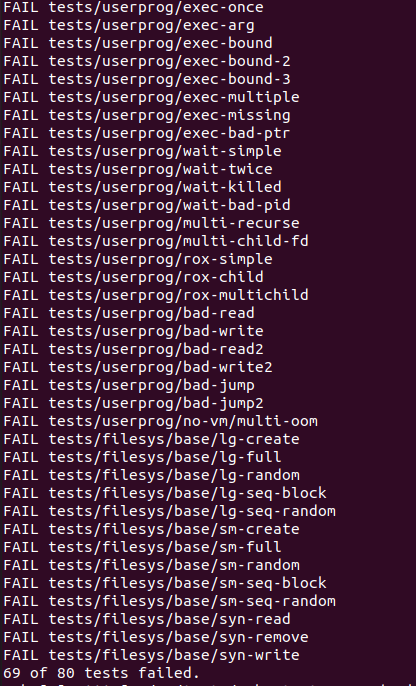 FAIL tests/userprog/exec-once
FAIL tests/userprog/exec-arg
FAIL tests/userprog/exec-bound
FAIL tests/userprog/exec-bound-2
FAIL tests/userprog/exec-bound-3
FAIL tests/userprog/exec-multiple
FAIL tests/userprog/exec-missing
FAIL tests/userprog/exec-bad-ptr
FAIL tests/userprog/wait-simple
FAIL tests/userprog/wait-twice
FAIL tests/userprog/wait-killed
FAIL tests/userprog/wait-bad-pid
FAIL tests/userprog/multi-recurse
FAIL tests/userprog/multi-child-fd
FAIL tests/userprog/rox-simple
FAIL tests/userprog/rox-child
FAIL tests/userprog/rox-multichild
FAIL tests/userprog/bad-read
FAIL tests/userprog/bad-write
FAIL tests/userprog/bad-read2
FAIL tests/userprog/bad-write2
FAIL tests/userprog/bad-jump
FAIL tests/userprog/bad-jump2
FAIL tests/userprog/no-vm/multi-oom
FAIL tests/filesys/base/lg-create
FAIL tests/filesys/base/lg-full
FAIL tests/filesys/base/lg-random
FAIL tests/filesys/base/lg-seq-block
FAIL tests/filesys/base/lg-seq-random
FAIL tests/filesys/base/sm-create
FAIL tests/filesys/base/sm-full
FAIL tests/filesys/base/sm-random
FAIL tests/filesys/base/sm-seq-block
FAIL tests/filesys/base/sm-seq-random
FAIL tests/filesys/base/syn-read
FAIL tests/filesys/base/syn-remove
FAIL tests/filesys/base/syn-write
69 of 80 tests failed.